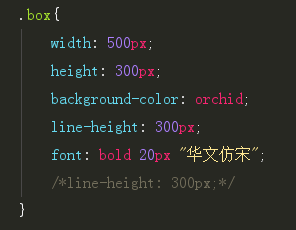 .box{
    width: 500px;
    height: 300px;
    background-color: orchid;
    line-height: 300px;
    font: bold 20px "华文仿宋";
    /*line-height: 300px;*/
}